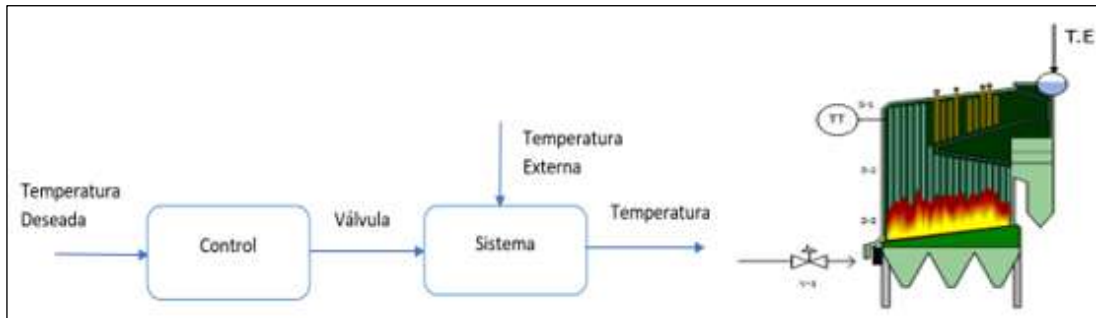 Temperatura
Deseada
Control
Válvula
Temperatura
Externa
Sistema
Temperatura
T.E
TT